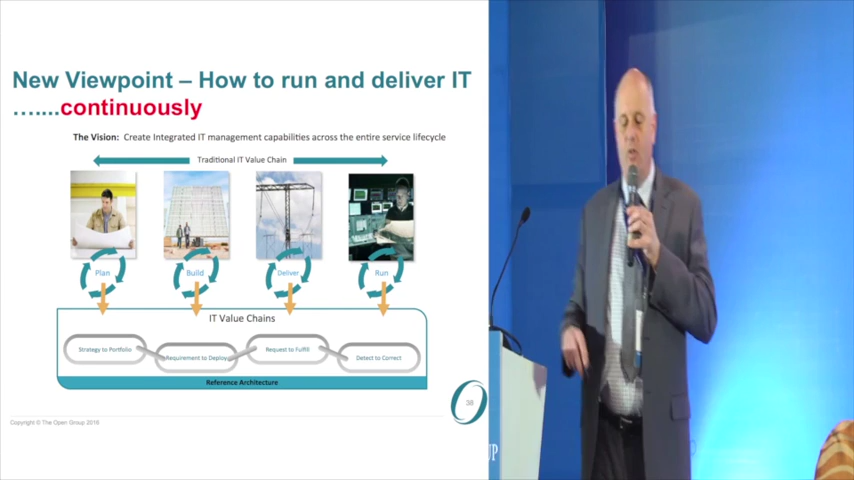 New Viewpoint – How to run and deliver IT
…....continuously
The Vision: Create Integrated IT management capabilities across the entire service lifecycle
Traditional IT Value Chain
Plan
Build
Deliver
Run
IT Value Chains
Strategy to Portfolio
Requirement to Deploy
Request to Fulfill
Detect to Correct
Reference Architecture
38
Copyright © The Open Group 2016
UP